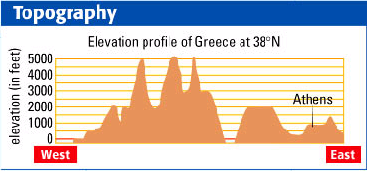 Topography
Elevation profile of Greece at 38°N
elevation (in feet)
5000
4000
3000
2000
1000
0
Athens
West
East